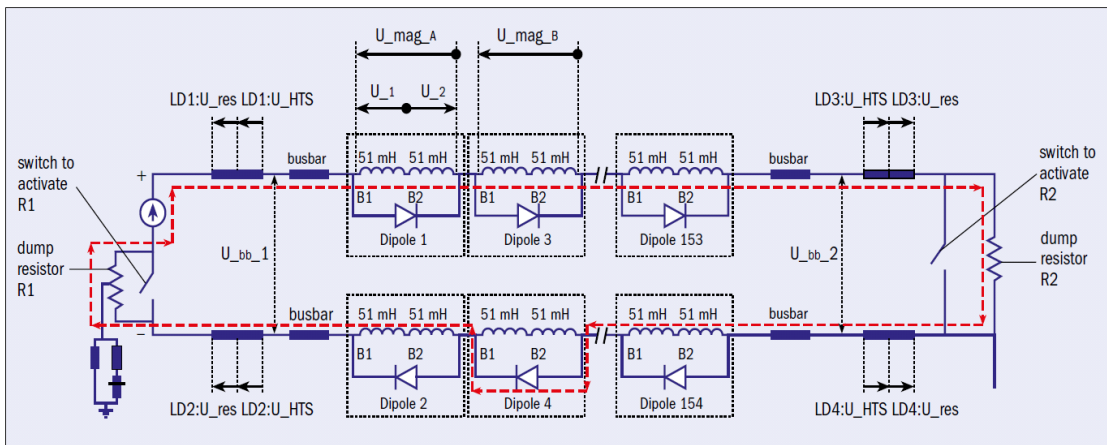 U_mag_A
U_mag_B
U_1
U_2
LD1:U_res LD1:U_HTS
LD3:U_HTS LD3:U_res
switch to
activate
R1
+
busbar
51 mH 51 mH
51 mH 51 mH
51 mH 51 mH
busbar
switch to
activate
R2
B1
B2
B1
B2
B1
B2
Dipole 1
Dipole 3
Dipole 153
dump
resistor
R1
U_bb_1
U_bb_2
dump
resistor
R2
–
busbar
51 mH 51 mH
51 mH 51 mH
51 mH 51 mH
busbar
B1
B2
B1
B2
B1
B2
Dipole 2
Dipole 4
Dipole 154
LD2:U_res LD2:U_HTS
LD4:U_HTS LD4:U_res